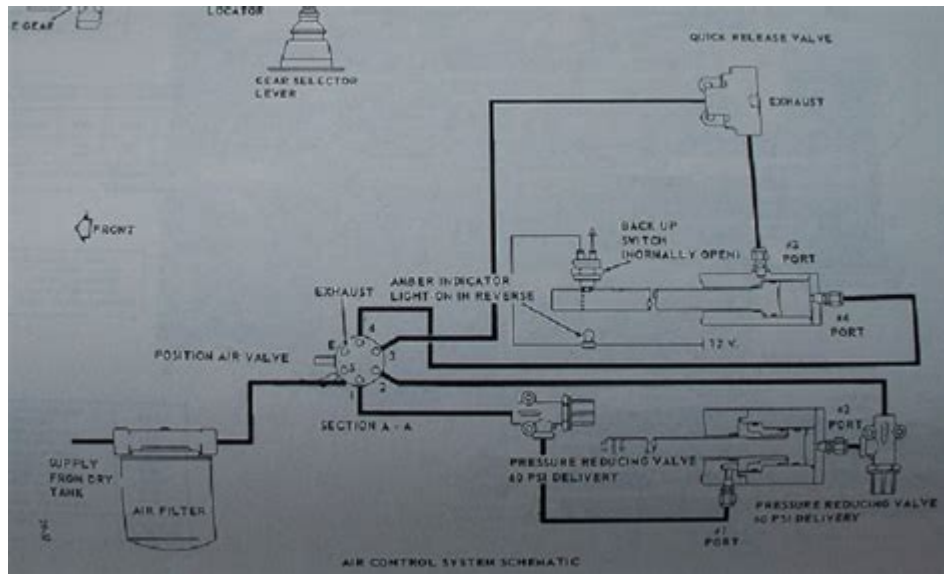 E GEAR
LOCATOR
GEAR SELECTOR
LEVER
QUICK RELEASE VALVE
EXHAUST
FRONT
BACK UP
SWITCH
(NORMALLY OPEN)
#3
PORT
AMBER INDICATOR
LIGHT-ON IN REVERSE
EXHAUST
#4
PORT
12 V.
POSITION AIR VALVE
E
4
3
S
2
1
SECTION A - A
#2
PORT
PRESSURE REDUCING VALVE
60 PSI DELIVERY
SUPPLY
FROM DRY
TANK
AIR FILTER
PRESSURE REDUCING VALVE
60 PSI DELIVERY
#1
PORT
AIR CONTROL SYSTEM SCHEMATIC